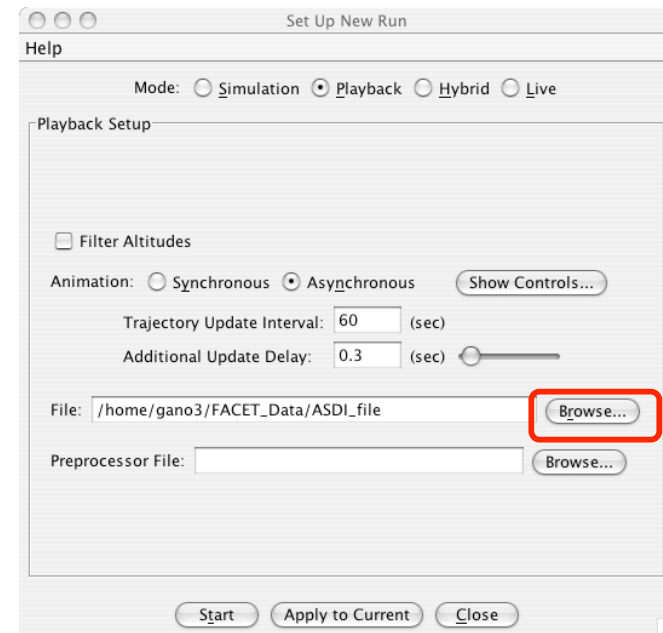 Set Up New Run
Help
Mode: Simulation Playback Hybrid Live
Playback Setup
Filter Altitudes
Animation: Synchronous Asynchronous Show Controls...
Trajectory Update Interval: 60 (sec)
Additional Update Delay: 0.3 (sec)
File: /home/gano3/FACET_Data/ASDI_file Browse...
Preprocessor File: Browse...
Start Apply to Current Close